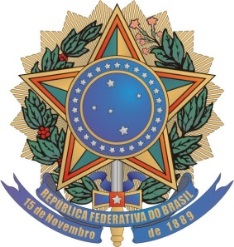 REPÚBLICA FEDERATIVA DO BRASIL
15 de Novembro
de 1889